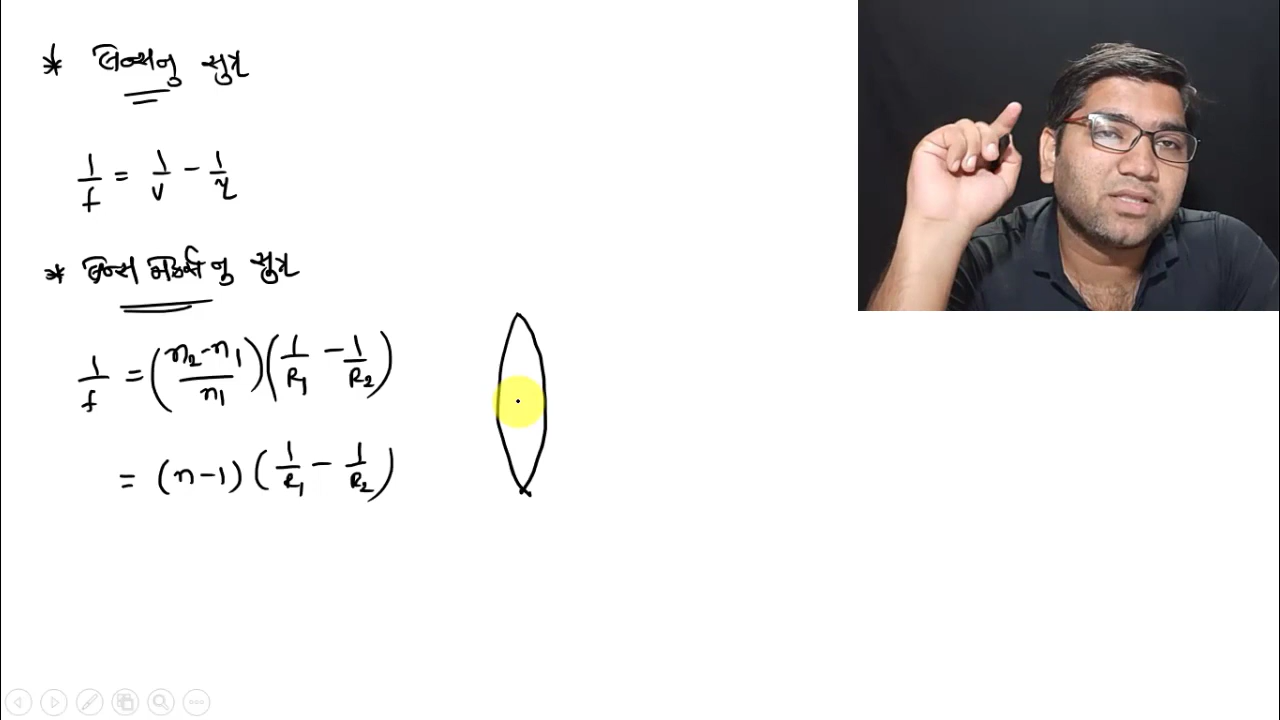 * લેન્સનુ સુત્ર
1/f = 1/v - 1/u
* લેન્સ મેકર્સનુ સુત્ર
1/f = ((n₂-n₁)/n₁)(1/R₁ - 1/R₂)
= (n-1)(1/R₁ - 1/R₂)